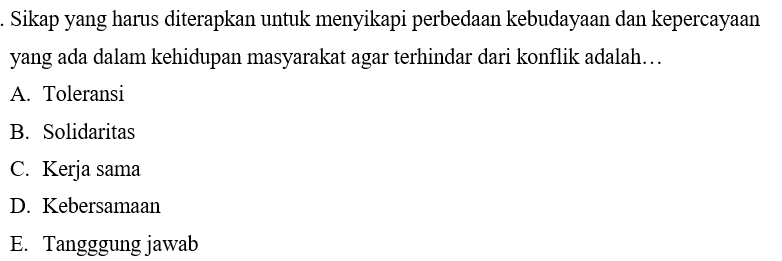 . Sikap yang harus diterapkan untuk menyikapi perbedaan kebudayaan dan kepercayaan
yang ada dalam kehidupan masyarakat agar terhindar dari konflik adalah…
A. Toleransi
B. Solidaritas
C. Kerja sama
D. Kebersamaan
E. Tangggung jawab